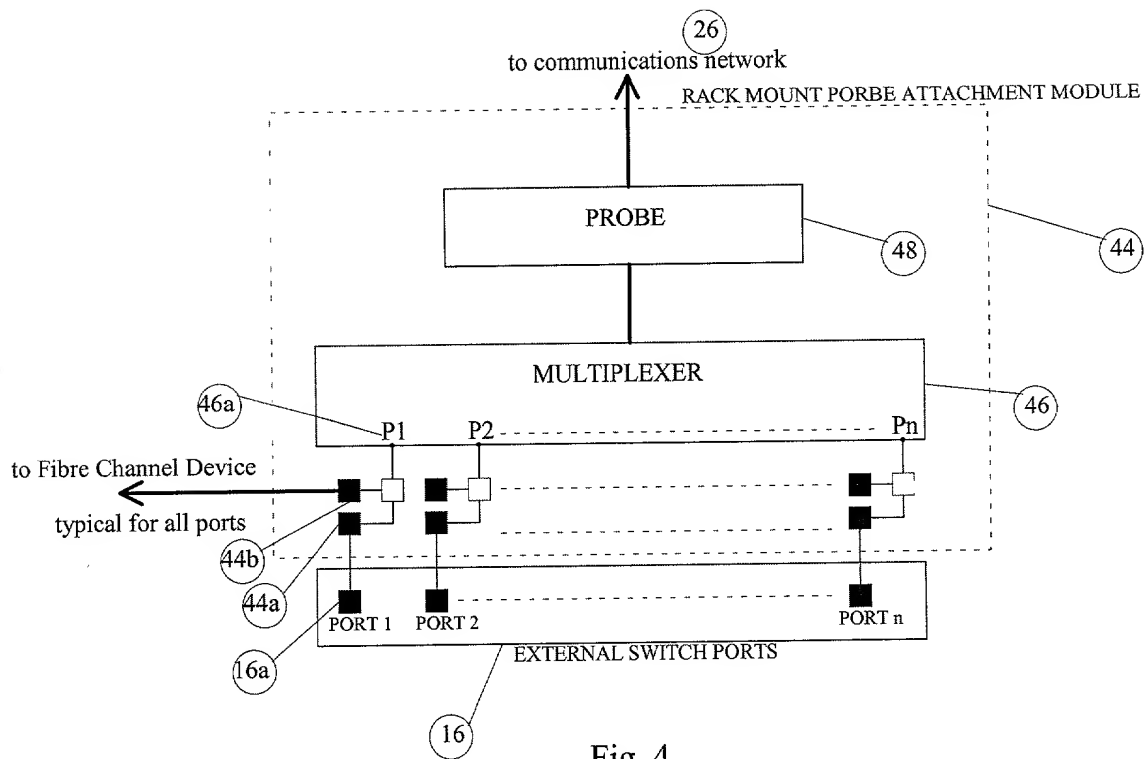 26
to communications network
RACK MOUNT PORBE ATTACHMENT MODULE
PROBE
48
44
MULTIPLEXER
46a
46
P1
P2
Pn
to Fibre Channel Device
typical for all ports
44b
44a
PORT 1
PORT 2
PORT n
16a
EXTERNAL SWITCH PORTS
16
Fig. 4